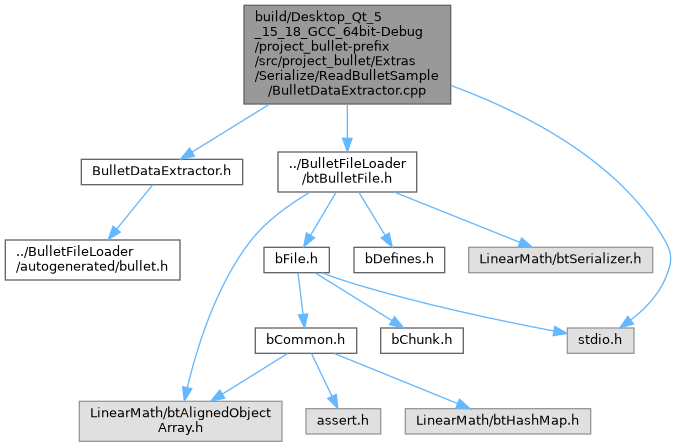 build/Desktop_Qt_5
_15_18_GCC_64bit-Debug
/project_bullet-prefix
/src/project_bullet/Extras
/Serialize/ReadBulletSample
/BulletDataExtractor.cpp
BulletDataExtractor.h
../BulletFileLoader
/btBulletFile.h
../BulletFileLoader
/autogenerated/bullet.h
bFile.h
bDefines.h
LinearMath/btSerializer.h
bCommon.h
bChunk.h
stdio.h
LinearMath/btAlignedObject
Array.h
assert.h
LinearMath/btHashMap.h